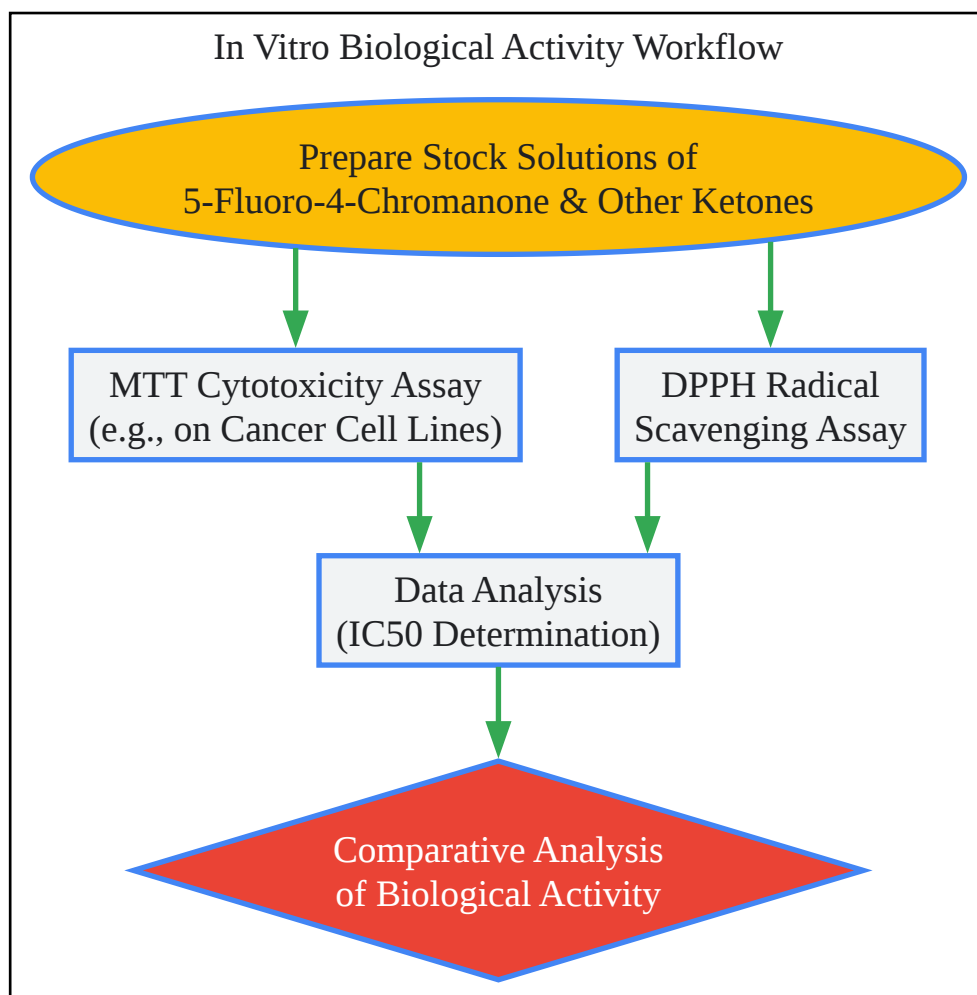 In Vitro Biological Activity Workflow
Prepare Stock Solutions of
5-Fluoro-4-Chromanone & Other Ketones
MTT Cytotoxicity Assay
(e.g., on Cancer Cell Lines)
DPPH Radical
Scavenging Assay
Data Analysis
(IC50 Determination)
Comparative Analysis
of Biological Activity